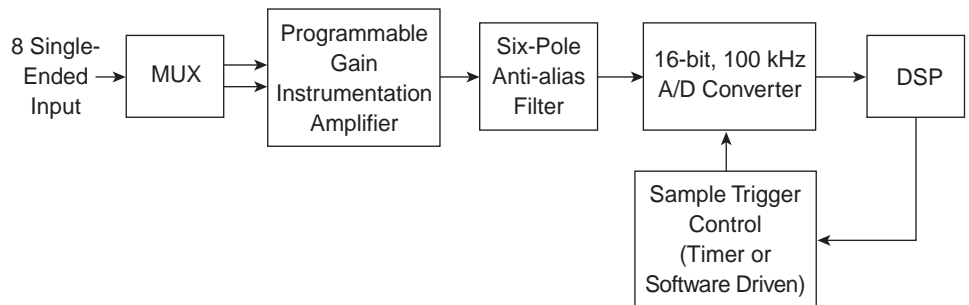 8 Single-
Ended
Input
MUX
Programmable
Gain
Instrumentation
Amplifier
Six-Pole
Anti-alias
Filter
16-bit, 100 kHz
A/D Converter
DSP
Sample Trigger
Control
(Timer or
Software Driven)